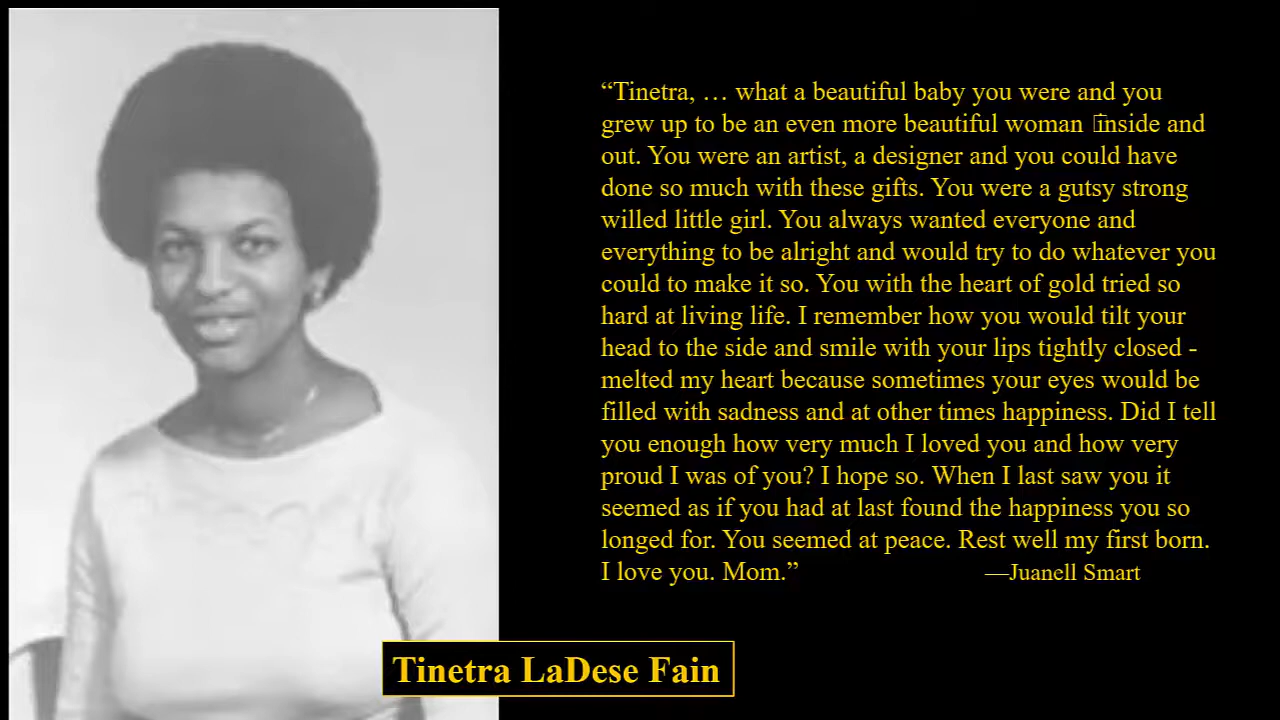 “Tinetra, … what a beautiful baby you were and you
grew up to be an even more beautiful woman inside and
out. You were an artist, a designer and you could have
done so much with these gifts. You were a gutsy strong
willed little girl. You always wanted everyone and
everything to be alright and would try to do whatever you
could to make it so. You with the heart of gold tried so
hard at living life. I remember how you would tilt your
head to the side and smile with your lips tightly closed -
melted my heart because sometimes your eyes would be
filled with sadness and at other times happiness. Did I tell
you enough how very much I loved you and how very
proud I was of you? I hope so. When I last saw you it
seemed as if you had at last found the happiness you so
longed for. You seemed at peace. Rest well my first born.
I love you. Mom.” —Juanell Smart
Tinetra LaDese Fain